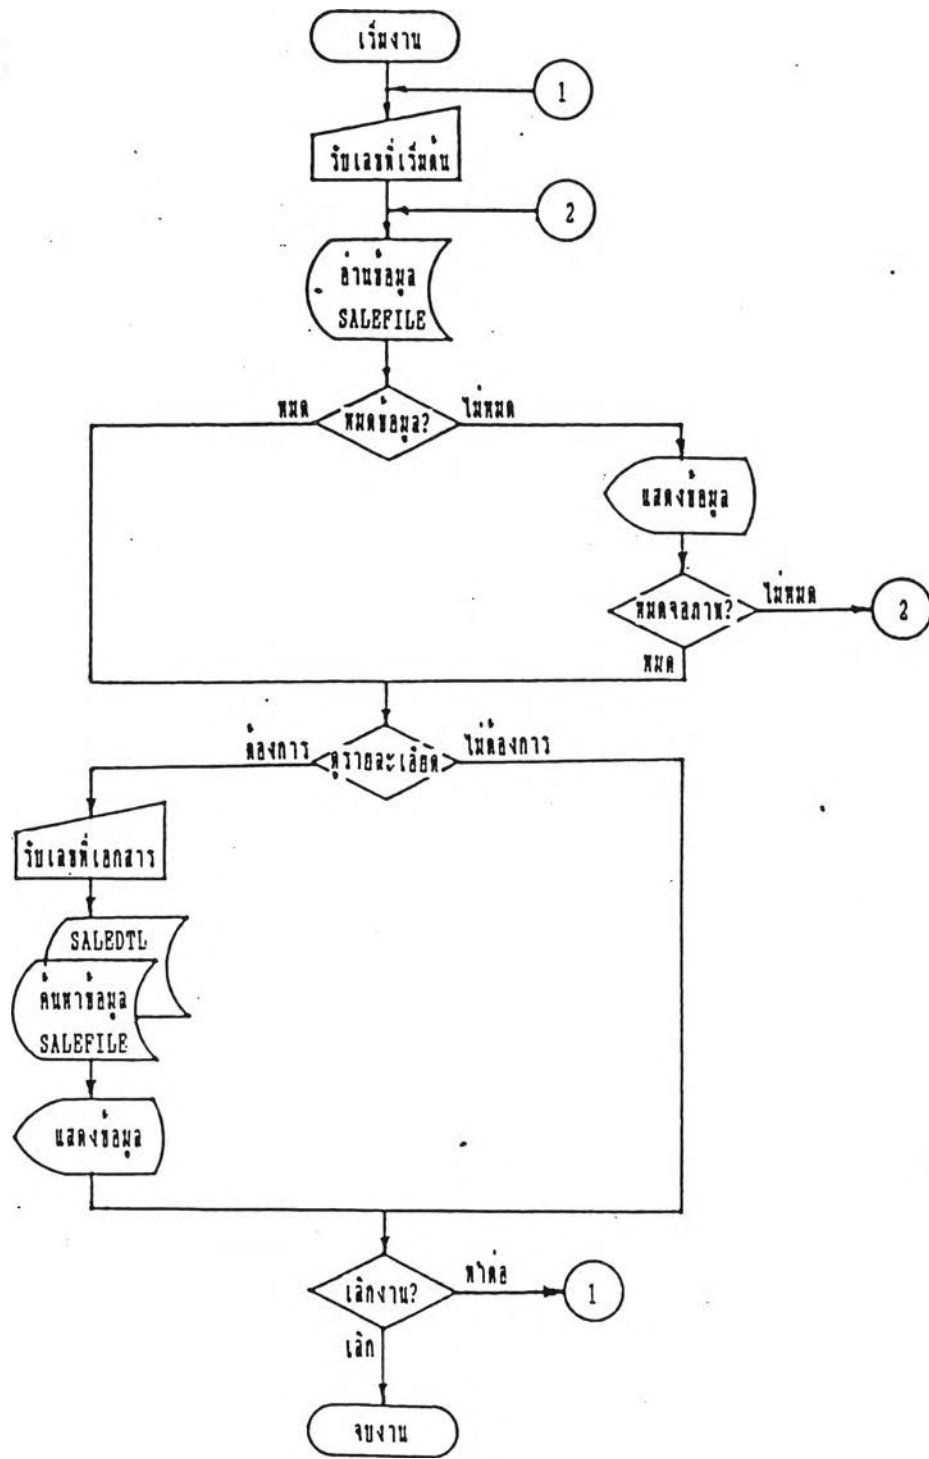 เริ่มงาน
1
รับเลขที่เริ่มต้น
2
อ่านข้อมูล
SALEFILE
หมด
หมดข้อมูล?
ไม่หมด
แสดงข้อมูล
หมดจอภาพ?
ไม่หมด
2
หมด
ต้องการ
ดูรายละเอียด
ไม่ต้องการ
รับเลขที่เอกสาร
SALEDTL
ค้นหาข้อมูล
SALEFILE
แสดงข้อมูล
เลิกงาน?
ทำต่อ
1
เลิก
จบงาน